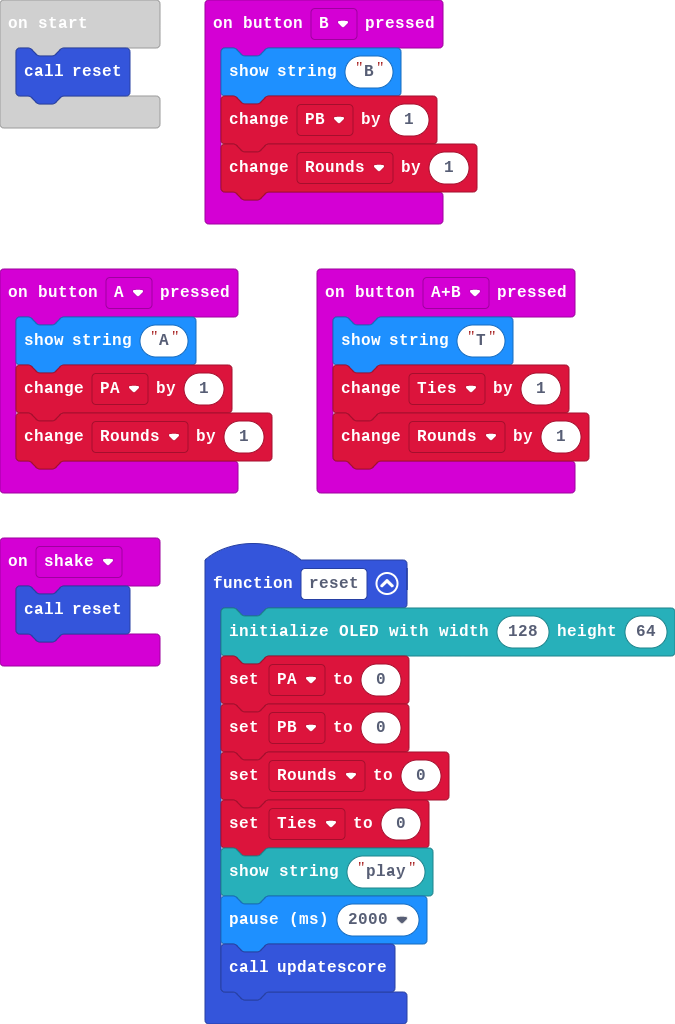 on start
call reset
on button B pressed
show string "B"
change PB by 1
change Rounds by 1
on button A pressed
show string "A"
change PA by 1
change Rounds by 1
on button A+B pressed
show string "T"
change Ties by 1
change Rounds by 1
on shake
call reset
function reset
initialize OLED with width 128 height 64
set PA to 0
set PB to 0
set Rounds to 0
set Ties to 0
show string "play"
pause (ms) 2000
call updatescore